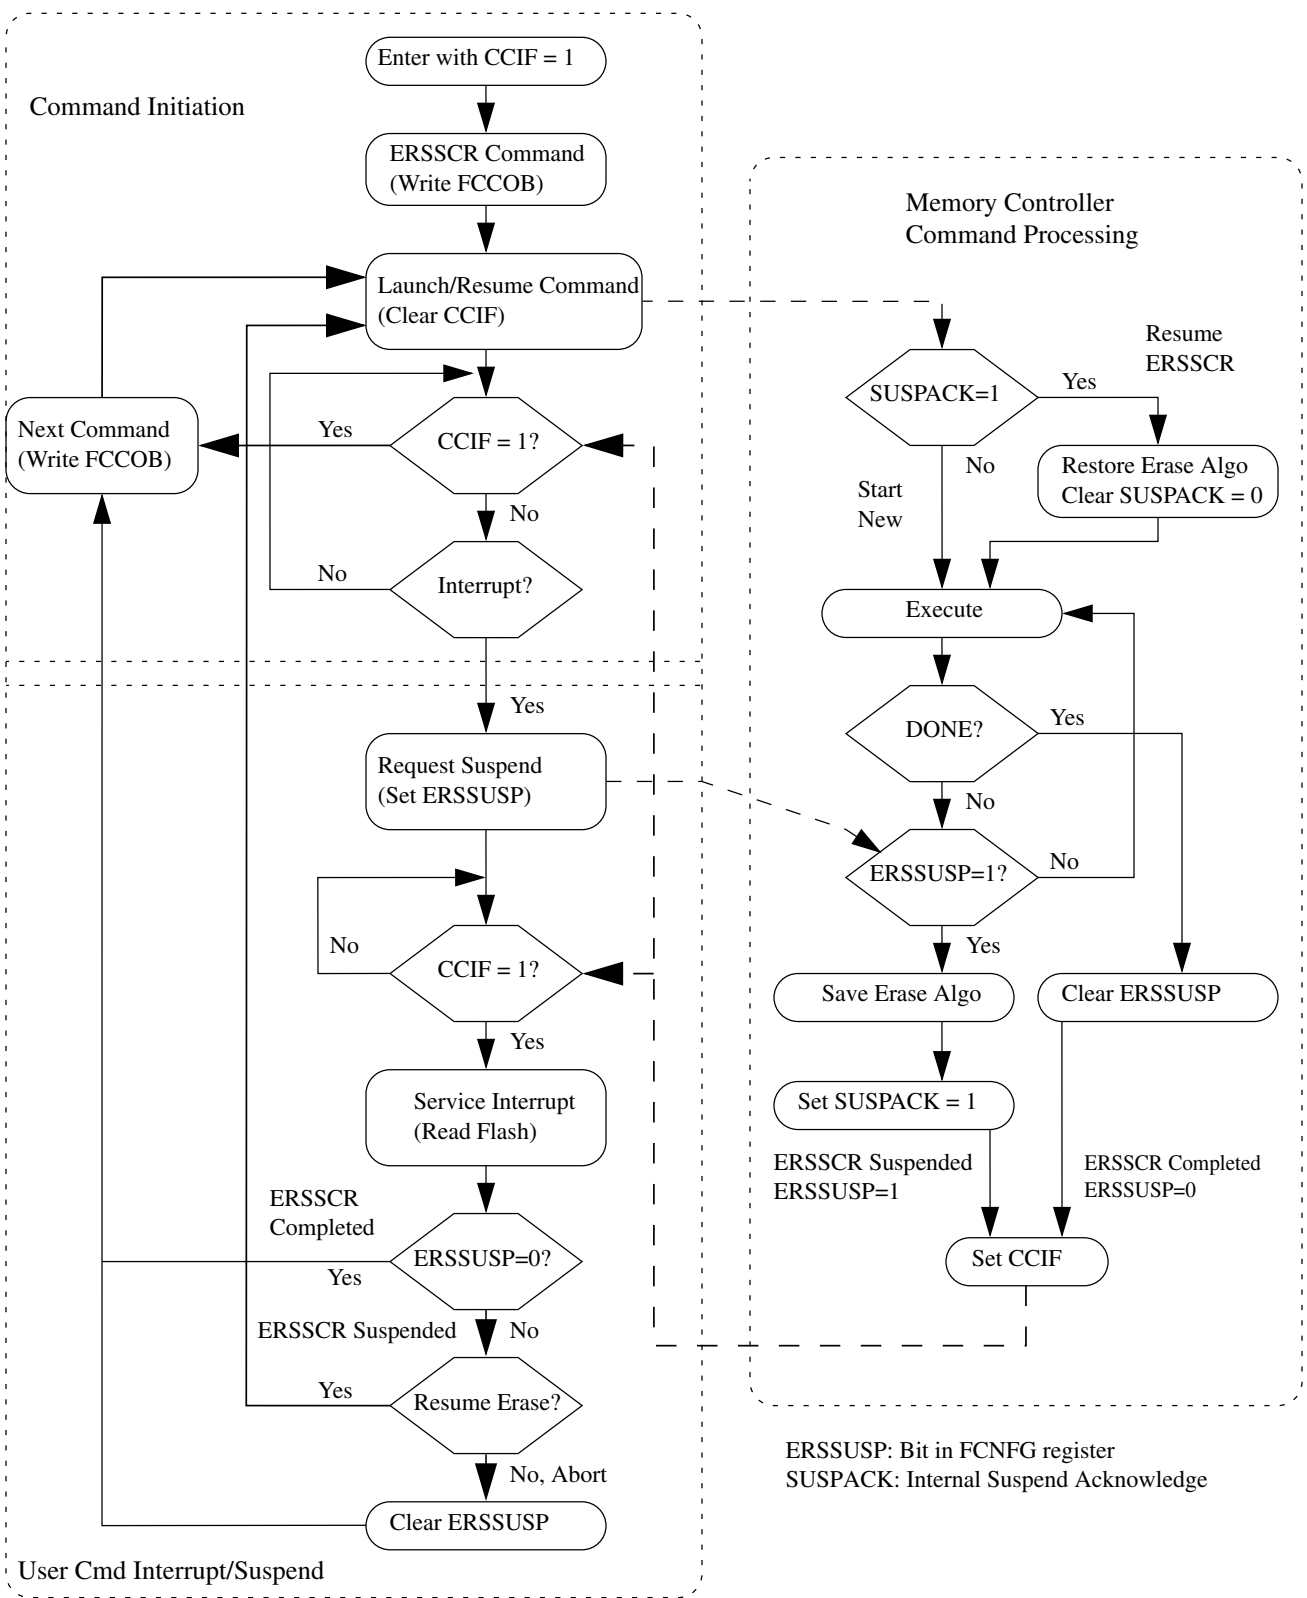 Enter with CCIF = 1
Command Initiation
ERSSCR Command
(Write FCCOB)
Launch/Resume Command
(Clear CCIF)
Next Command
(Write FCCOB)
Yes
CCIF = 1?
No
No
Interrupt?
Yes
Request Suspend
(Set ERSSUSP)
No
CCIF = 1?
Yes
Service Interrupt
(Read Flash)
ERSSCR
Completed
ERSSUSP=0?
Yes
ERSSCR Suspended
No
Yes
Resume Erase?
No, Abort
Clear ERSSUSP
User Cmd Interrupt/Suspend
Memory Controller
Command Processing
Resume
ERSSCR
SUSPACK=1
Yes
No
Restore Erase Algo
Clear SUSPACK = 0
Start
New
Execute
DONE?
Yes
No
ERSSUSP=1?
No
Yes
Save Erase Algo
Clear ERSSUSP
Set SUSPACK = 1
ERSSCR Suspended
ERSSUSP=1
ERSSCR Completed
ERSSUSP=0
Set CCIF
ERSSUSP: Bit in FCNFG register
SUSPACK: Internal Suspend Acknowledge